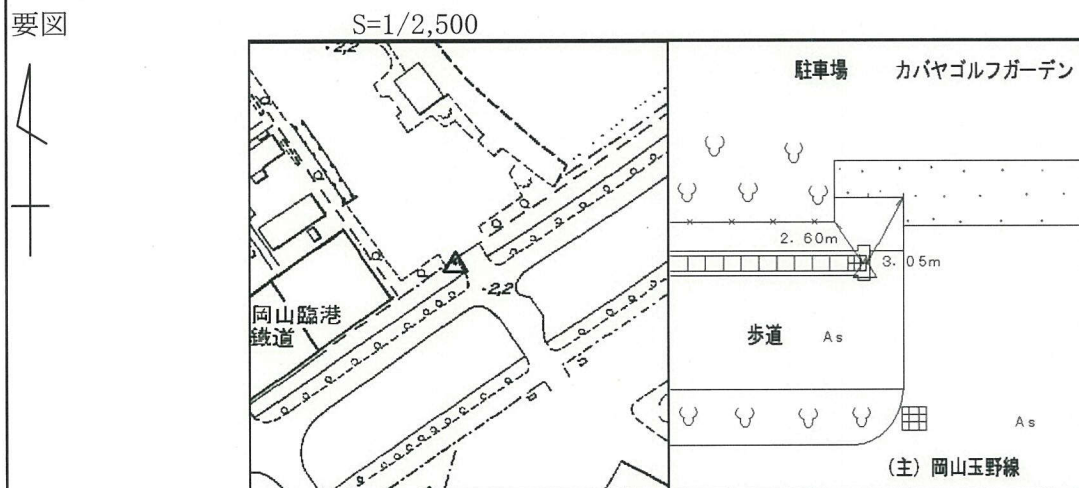 要図
S=1/2,500
2,2
岡山臨港
鐵道
・2,2
駐車場
カバヤゴルフガーデン
2.60m
3.05m
歩道
As
As
(主) 岡山玉野線